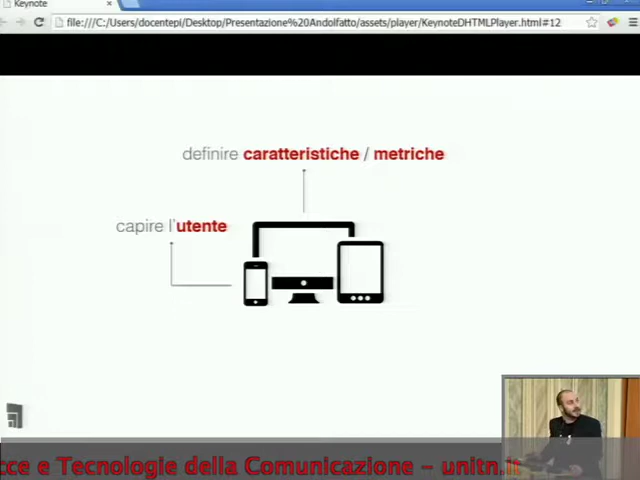 Keynote
file:///C:/Users/docentepi/Desktop/Presentazione%20Andolfatto/assets/player/KeynoteDHTMLPlayer.html#12
definire caratteristiche / metriche
capire l'utente
cce e Tecnologie della Comunicazione – unitn.it